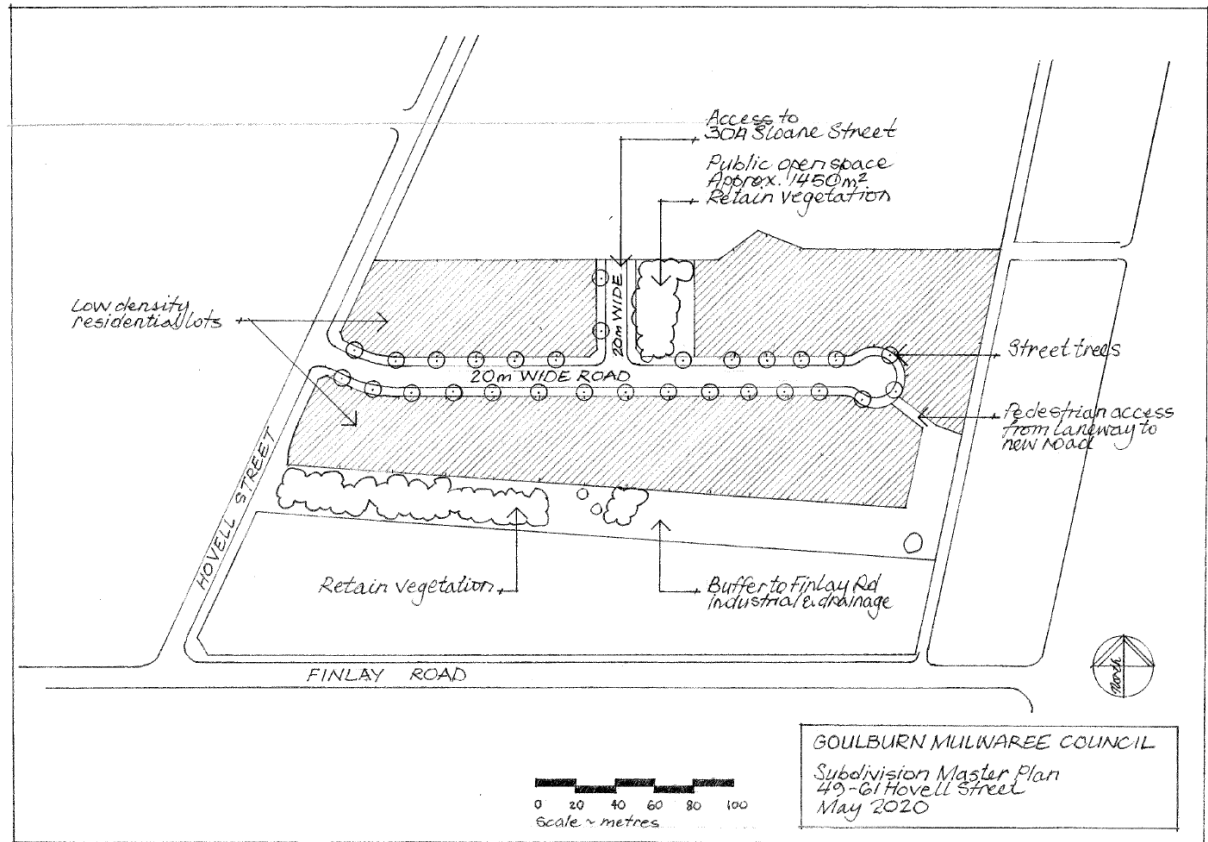 Access to
30A Sloane Street
Public open space
Approx. 1450m²
Retain vegetation
Low density
residential lots
20m WIDE
20m WIDE ROAD
Street trees
Pedestrian access
from laneway to
new road
HOVELL STREET
Retain vegetation
Buffer to Finlay Rd
industrial & drainage
FINLAY ROAD
North
0 20 40 60 80 100
Scale ~ metres
GOULBURN MULWAREE COUNCIL
Subdivision Master Plan
49-61 Hovell Street
May 2020